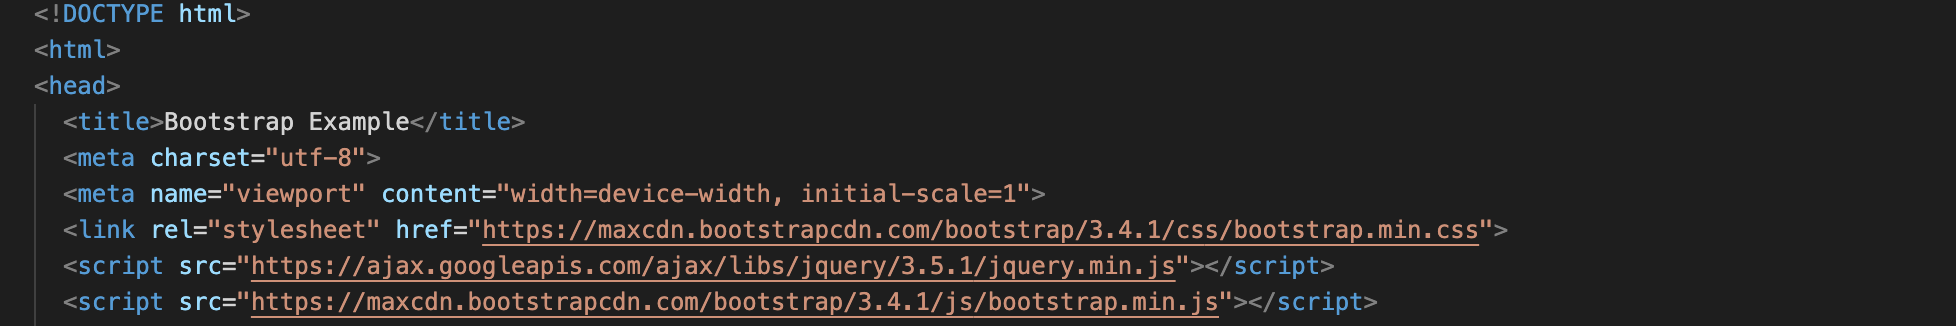 <!DOCTYPE html>
<html>
<head>
<title>Bootstrap Example</title>
<meta charset="utf-8">
<meta name="viewport" content="width=device-width, initial-scale=1">
<link rel="stylesheet" href="https://maxcdn.bootstrapcdn.com/bootstrap/3.4.1/css/bootstrap.min.css">
<script src="https://ajax.googleapis.com/ajax/libs/jquery/3.5.1/jquery.min.js"></script>
<script src="https://maxcdn.bootstrapcdn.com/bootstrap/3.4.1/js/bootstrap.min.js"></script>